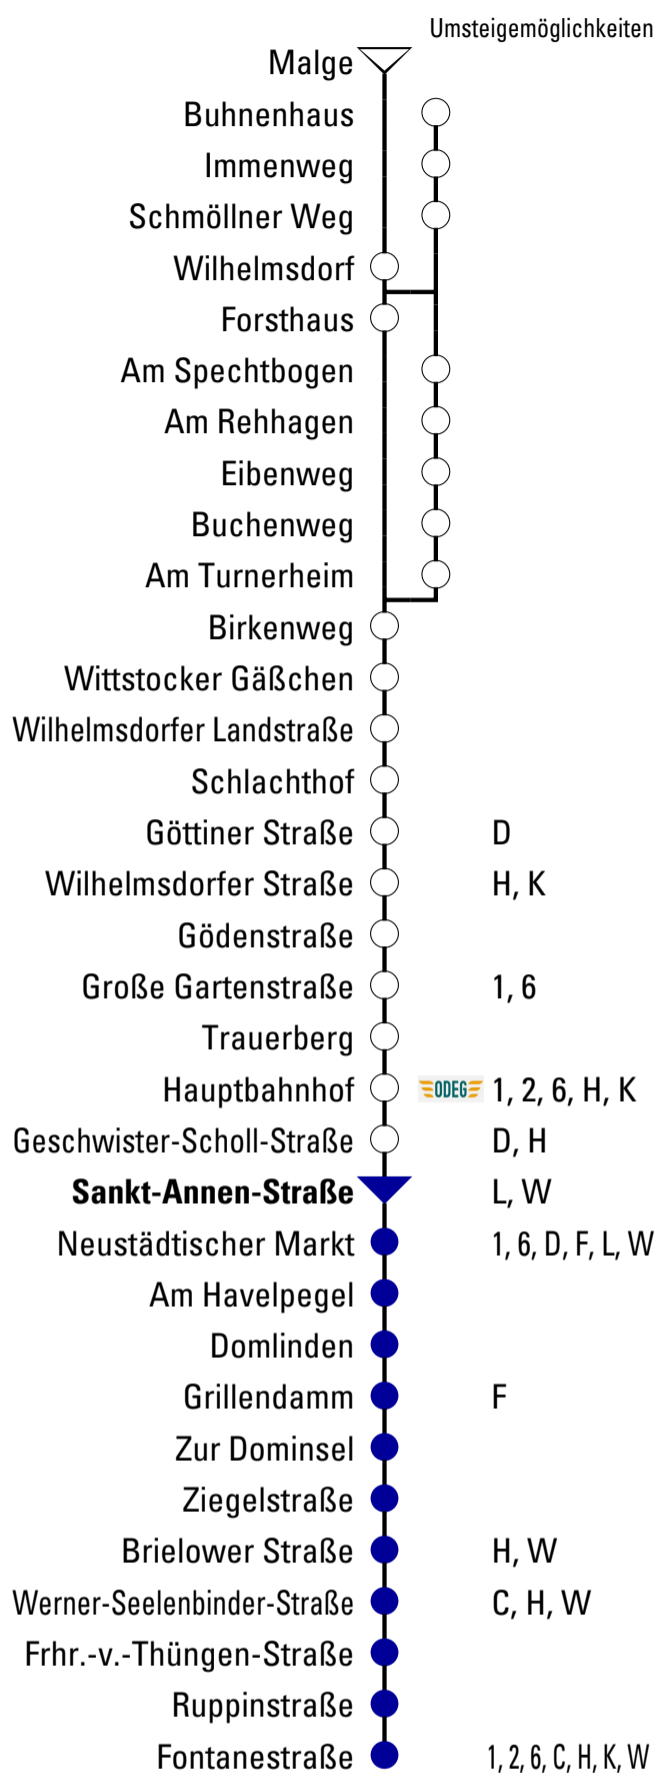 Umsteigemöglichkeiten
Malge
Buhnenhaus
Immenweg
Schmöllner Weg
Wilhelmsdorf
Forsthaus
Am Spechtbogen
Am Rehhagen
Eibenweg
Buchenweg
Am Turnerheim
Birkenweg
Wittstocker Gäßchen
Wilhelmsdorfer Landstraße
Schlachthof
Göttiner Straße D
Wilhelmsdorfer Straße H, K
Gödenstraße
Große Gartenstraße 1, 6
Trauerberg
Hauptbahnhof ODEG 1, 2, 6, H, K
Geschwister-Scholl-Straße D, H
Sankt-Annen-Straße L, W
Neustädtischer Markt 1, 6, D, F, L, W
Am Havelpegel
Domlinden
Grillendamm F
Zur Dominsel
Ziegelstraße
Brielower Straße H, W
Werner-Seelenbinder-Straße C, H, W
Frhr.-v.-Thüngen-Straße
Ruppinstraße
Fontanestraße 1, 2, 6, C, H, K, W